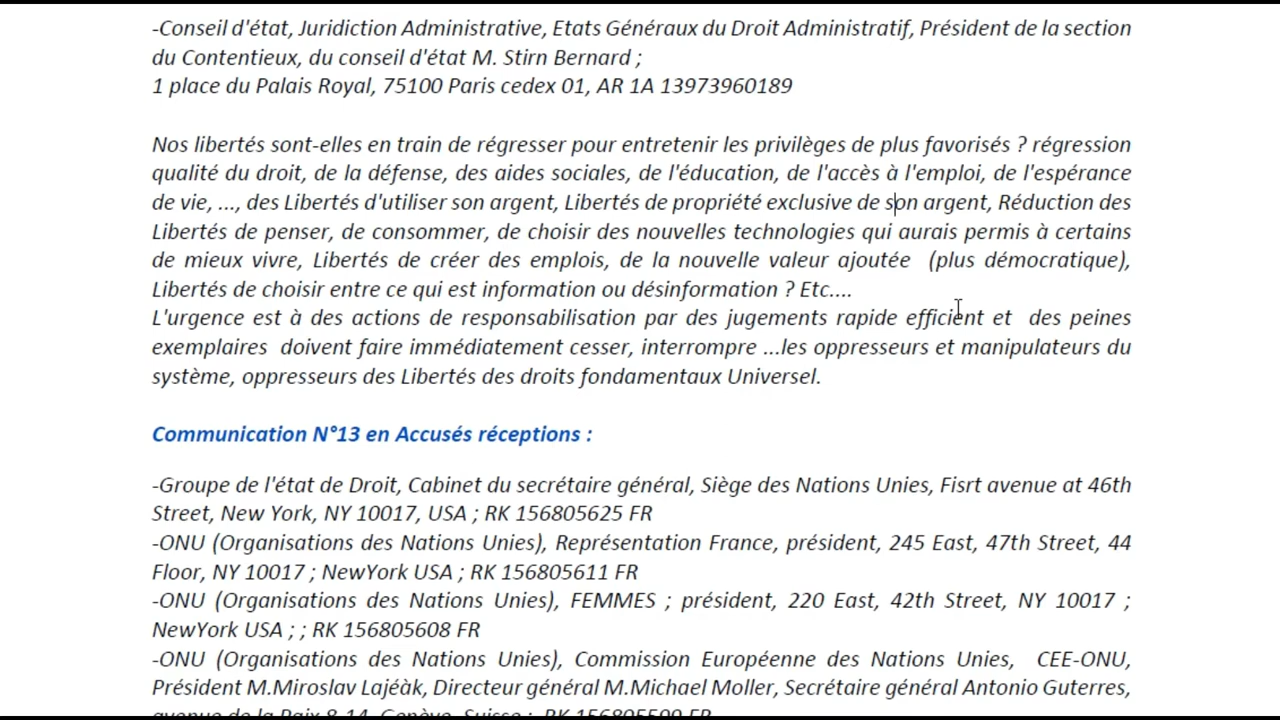 -Conseil d'état, Juridiction Administrative, Etats Généraux du Droit Administratif, Président de la section
du Contentieux, du conseil d'état M. Stirn Bernard ;
1 place du Palais Royal, 75100 Paris cedex 01, AR 1A 13973960189
Nos libertés sont-elles en train de régresser pour entretenir les privilèges de plus favorisés ? régression
qualité du droit, de la défense, des aides sociales, de l'éducation, de l'accès à l'emploi, de l'espérance
de vie, ..., des Libertés d'utiliser son argent, Libertés de propriété exclusive de son argent, Réduction des
Libertés de penser, de consommer, de choisir des nouvelles technologies qui aurais permis à certains
de mieux vivre, Libertés de créer des emplois, de la nouvelle valeur ajoutée (plus démocratique),
Libertés de choisir entre ce qui est information ou désinformation ? Etc....
L'urgence est à des actions de responsabilisation par des jugements rapide efficient et des peines
exemplaires doivent faire immédiatement cesser, interrompre ...les oppresseurs et manipulateurs du
système, oppresseurs des Libertés des droits fondamentaux Universel.
Communication N°13 en Accusés réceptions :
-Groupe de l'état de Droit, Cabinet du secrétaire général, Siège des Nations Unies, Fisrt avenue at 46th
Street, New York, NY 10017, USA ; RK 156805625 FR
-ONU (Organisations des Nations Unies), Représentation France, président, 245 East, 47th Street, 44
Floor, NY 10017 ; NewYork USA ; RK 156805611 FR
-ONU (Organisations des Nations Unies), FEMMES ; président, 220 East, 42th Street, NY 10017 ;
NewYork USA ; ; RK 156805608 FR
-ONU (Organisations des Nations Unies), Commission Européenne des Nations Unies, CEE-ONU,
Président M.Miroslav Lajéàk, Directeur général M.Michael Moller, Secrétaire général Antonio Guterres,
avenue de la Paix 8-14, Genève, Suisse ; RK 156805599 FR